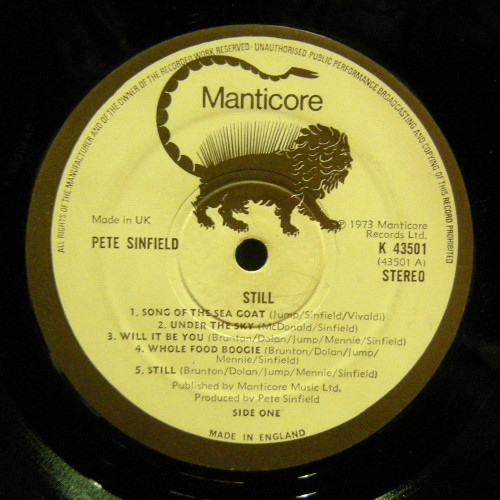 ALL RIGHTS OF THE MANUFACTURER AND OF THE OWNER OF THE RECORDED WORK RESERVED · UNAUTHORISED PUBLIC PERFORMANCE BROADCASTING AND COPYING OF THIS RECORD PROHIBITED
Manticore
Made in UK
℗ 1973 Manticore
Records Ltd.
PETE SINFIELD
K 43501
(43501 A)
STEREO
STILL
1. SONG OF THE SEA GOAT (Jump/Sinfield/Vivaldi)
2. UNDER THE SKY (McDonald/Sinfield)
3. WILL IT BE YOU (Brunton/Dolan/Jump/Mennie/Sinfield)
4. WHOLE FOOD BOOGIE (Brunton/Dolan/Jump/
Mennie/Sinfield)
5. STILL (Brunton/Dolan/Jump/Mennie/Sinfield)
Published by Manticore Music Ltd.
Produced by Pete Sinfield
SIDE ONE
MADE IN ENGLAND